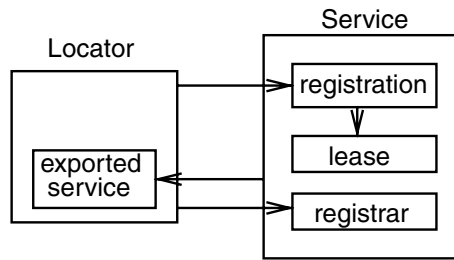 Service
Locator
registration
lease
exported
service
registrar